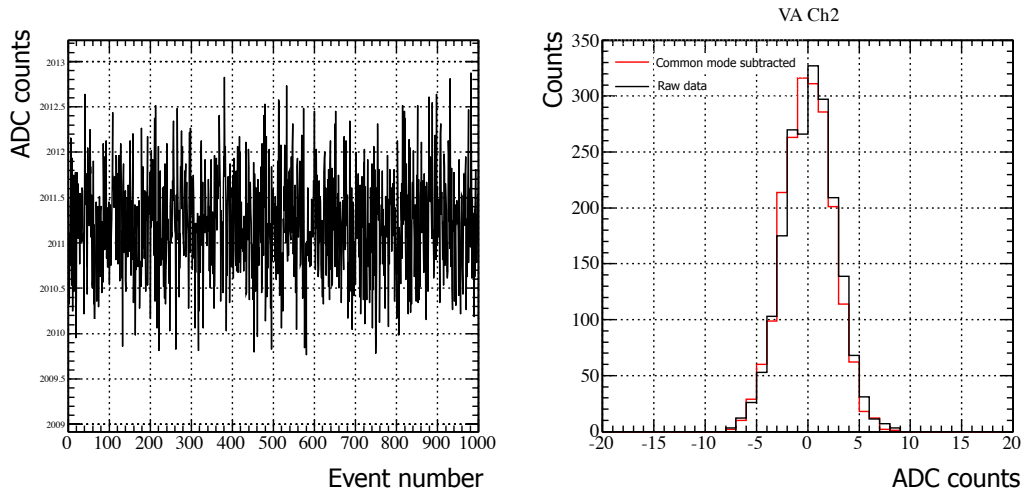 ADC counts
2013
2012.5
2012
2011.5
2011
2010.5
2010
2009.5
2009
0 100 200 300 400 500 600 700 800 900 1000
Event number
VA Ch2
Counts
350
300
250
200
150
100
50
0
Common mode subtracted
Raw data
-20 -15 -10 -5 0 5 10 15 20
ADC counts